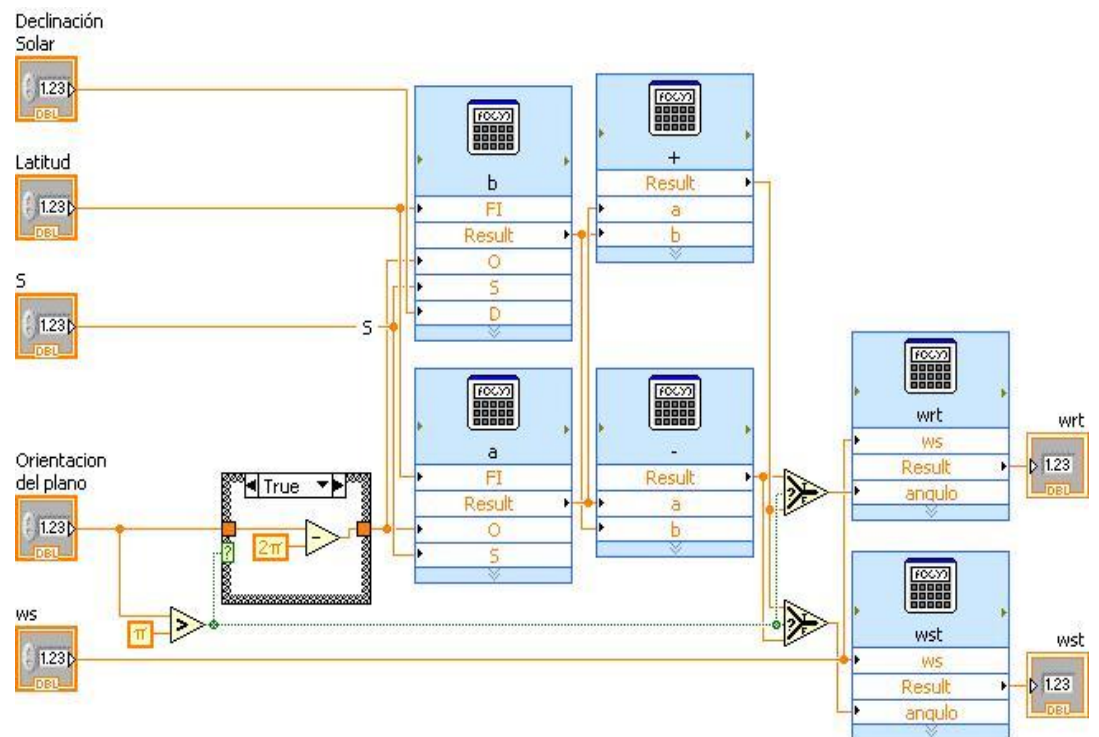 Declinación
Solar
1.23
DBL
Latitud
1.23
DBL
S
1.23
DBL
S
Orientacion
del plano
1.23
DBL
ws
1.23
DBL
True
?
2π
-
π
>
b
FI
Result
O
S
D
a
FI
Result
O
S
+
Result
a
b
-
Result
a
b
?
T
F
?
T
F
wrt
ws
Result
angulo
wrt
1.23
DBL
wst
ws
Result
angulo
wst
1.23
DBL